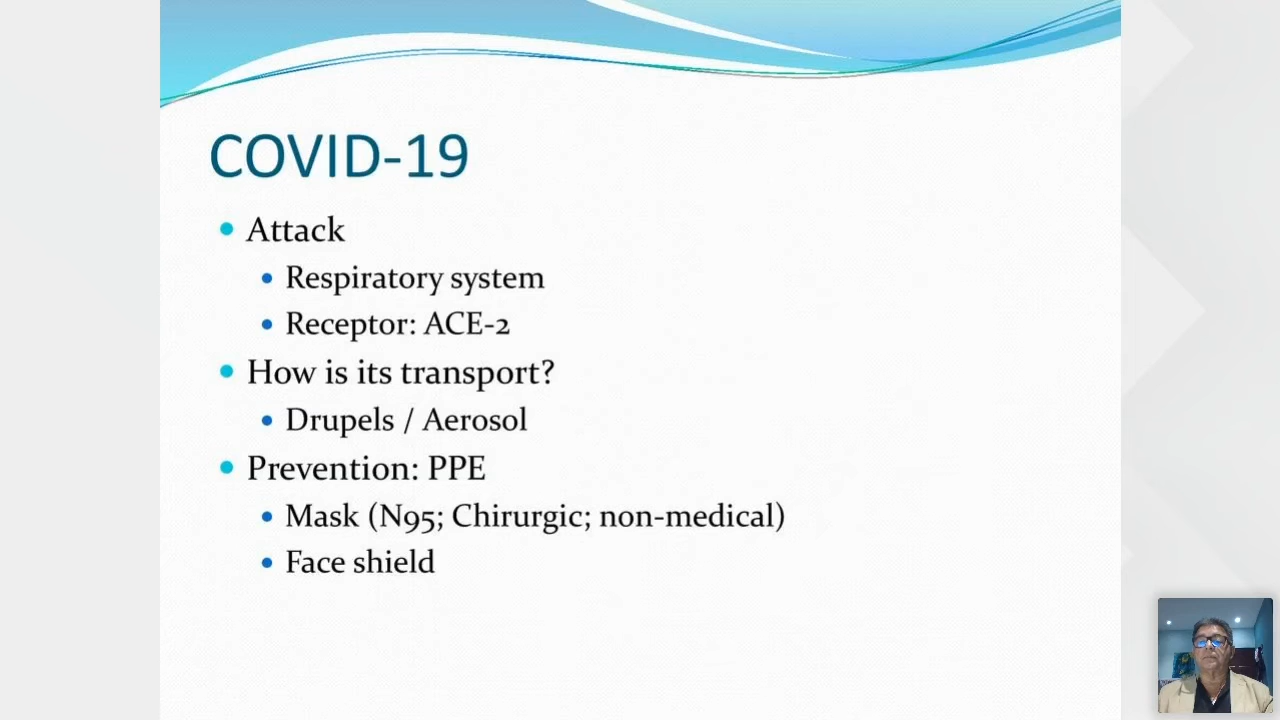 COVID-19
Attack
Respiratory system
Receptor: ACE-2
How is its transport?
Drupels / Aerosol
Prevention: PPE
Mask (N95; Chirurgic; non-medical)
Face shield